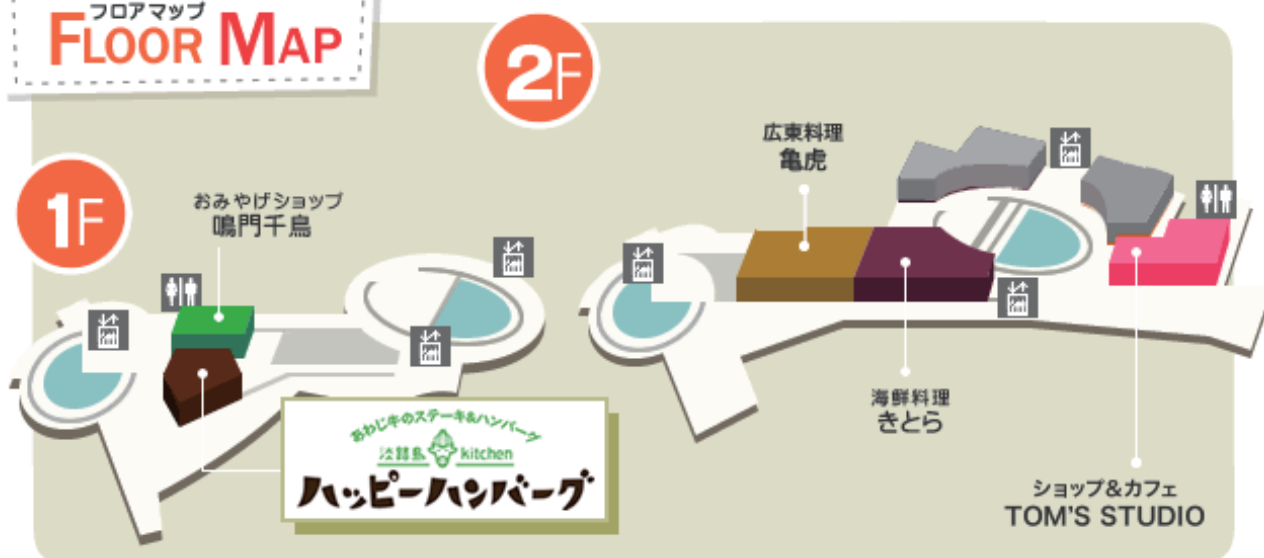 フロアマップ
FLOOR MAP
2F
広東料理
亀虎
1F
おみやげショップ
鳴門千鳥
海鮮料理
きとら
あわじ牛のステーキ&ハンバーグ
淡路島 kitchen
ハッピーハンバーグ
ショップ&カフェ
TOM'S STUDIO